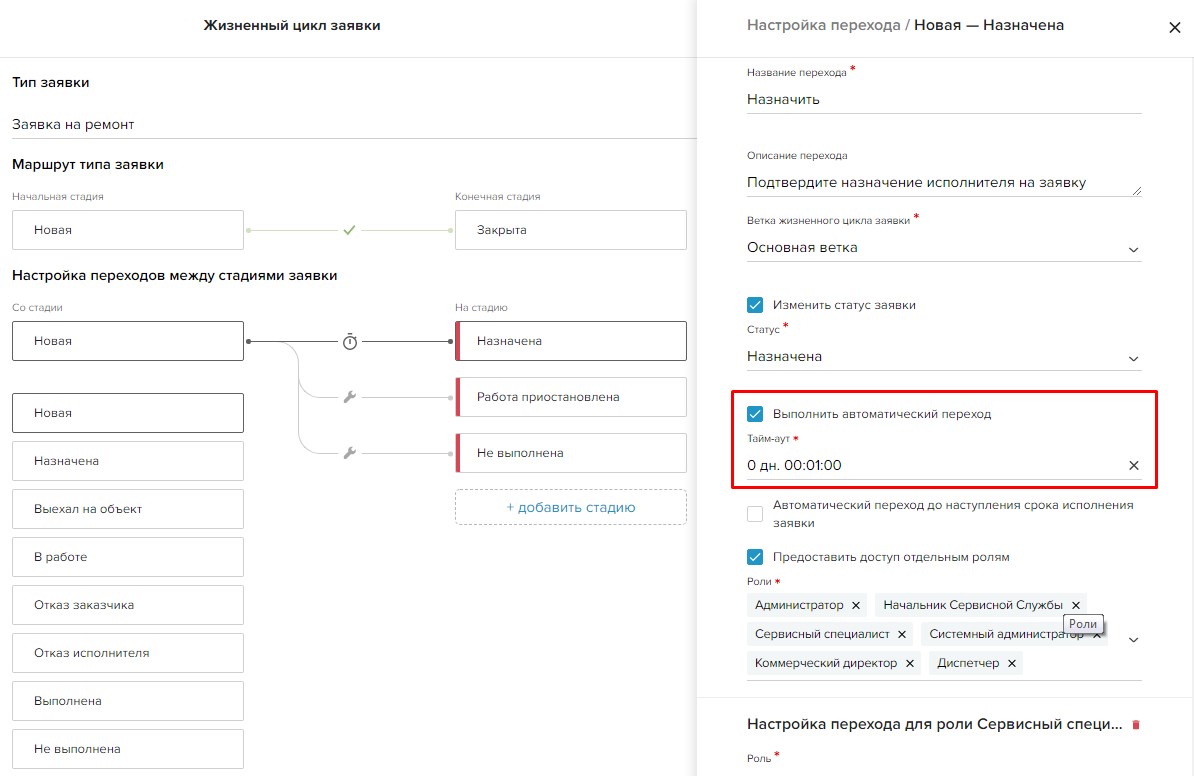 Жизненный цикл заявки
Тип заявки
Заявка на ремонт
Маршрут типа заявки
Начальная стадия
Конечная стадия
Новая
Закрыта
Настройка переходов между стадиями заявки
Со стадии
На стадию
Новая
Назначена
Работа приостановлена
Не выполнена
+ добавить стадию
Новая
Назначена
Выехал на объект
В работе
Отказ заказчика
Отказ исполнителя
Выполнена
Не выполнена
Настройка перехода / Новая — Назначена
Название перехода *
Назначить
Описание перехода
Подтвердите назначение исполнителя на заявку
Ветка жизненного цикла заявки *
Основная ветка
Изменить статус заявки
Статус *
Назначена
Выполнить автоматический переход
Тайм-аут *
0 дн. 00:01:00
Автоматический переход до наступления срока исполнения
заявки
Предоставить доступ отдельным ролям
Роли *
Администратор
Начальник Сервисной Службы
Роли
Сервисный специалист
Системный администратор
Коммерческий директор
Диспетчер
Настройка перехода для роли Сервисный специ...
Роль *